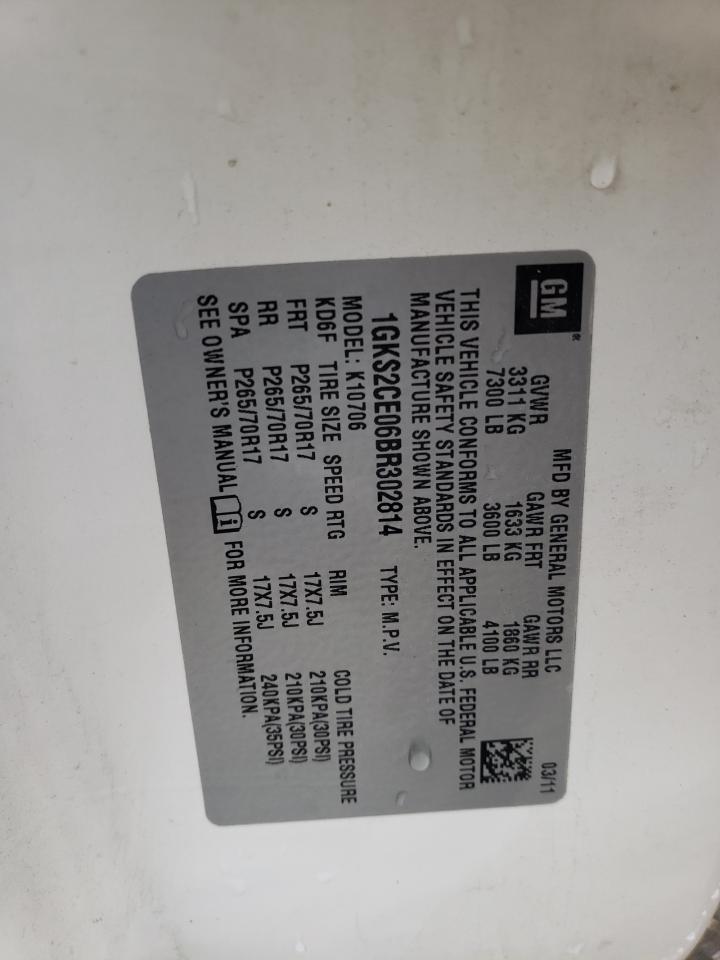 GM
MFD BY GENERAL MOTORS LLC 03/11
GVWR GAWR FRT GAWR RR
3311 KG 1633 KG 1860 KG
7300 LB 3600 LB 4100 LB
THIS VEHICLE CONFORMS TO ALL APPLICABLE U.S. FEDERAL MOTOR
VEHICLE SAFETY STANDARDS IN EFFECT ON THE DATE OF
MANUFACTURE SHOWN ABOVE.
1GKS2CE06BR302814 TYPE: M.P.V.
MODEL: K10706
KD6F TIRE SIZE SPEED RTG RIM COLD TIRE PRESSURE
FRT P265/70R17 S 17X7.5J 210KPA(30PSI)
RR P265/70R17 S 17X7.5J 210KPA(30PSI)
SPA P265/70R17 S 17X7.5J 240KPA(35PSI)
SEE OWNER'S MANUAL FOR MORE INFORMATION.